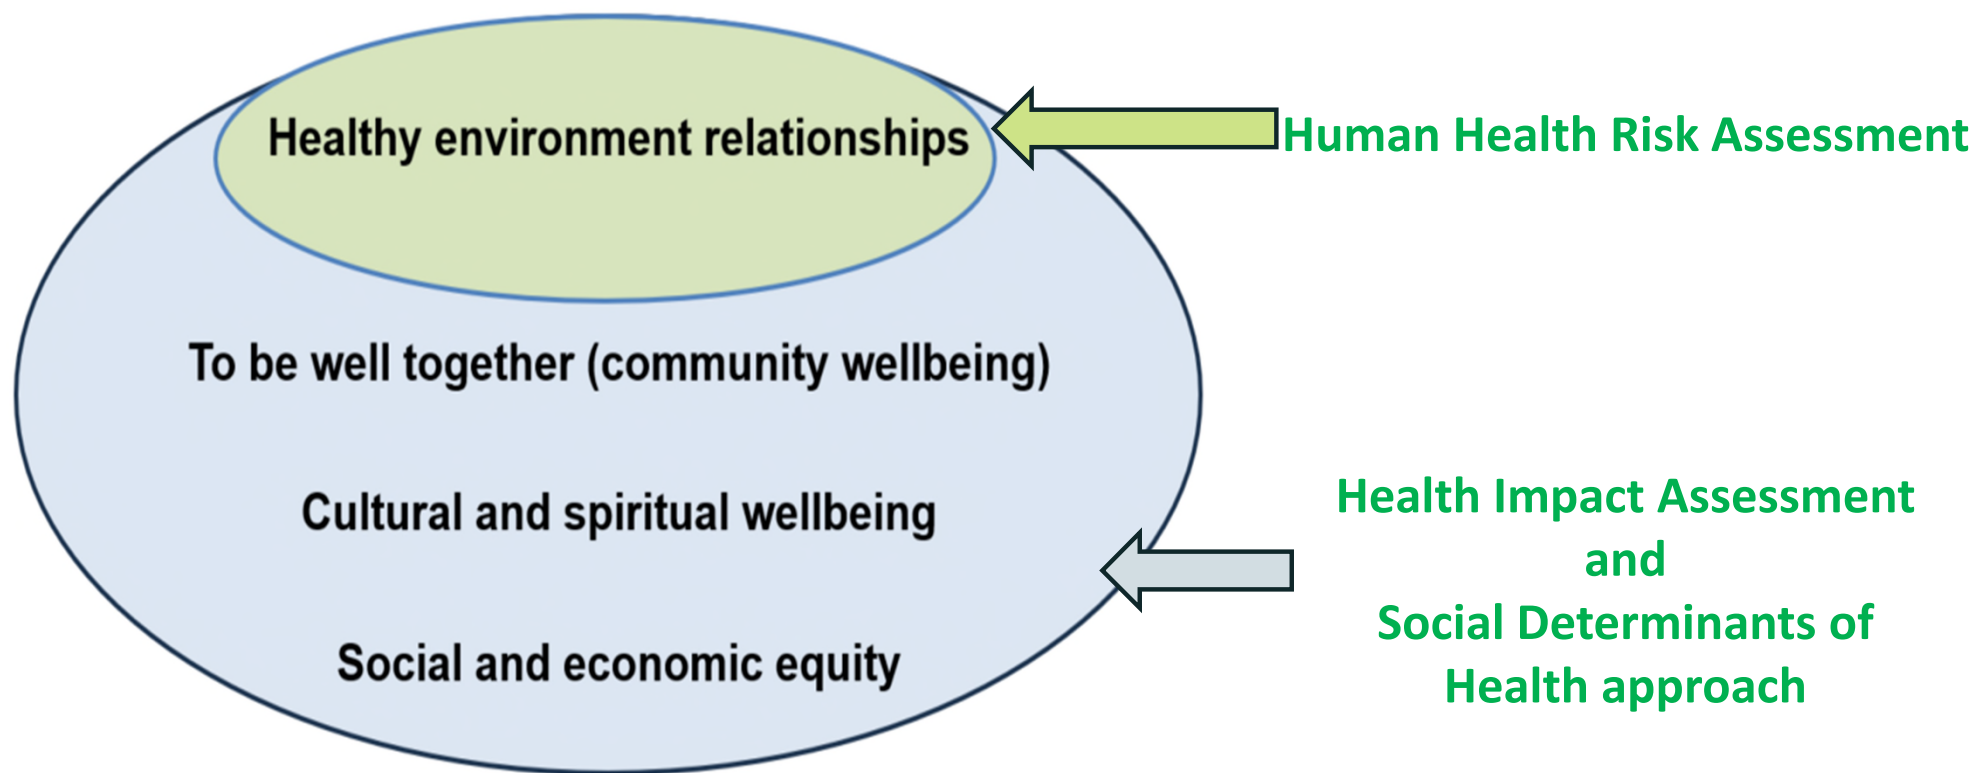 Healthy environment relationships
Human Health Risk Assessment
To be well together (community wellbeing)
Cultural and spiritual wellbeing
Social and economic equity
Health Impact Assessment
and
Social Determinants of
Health approach